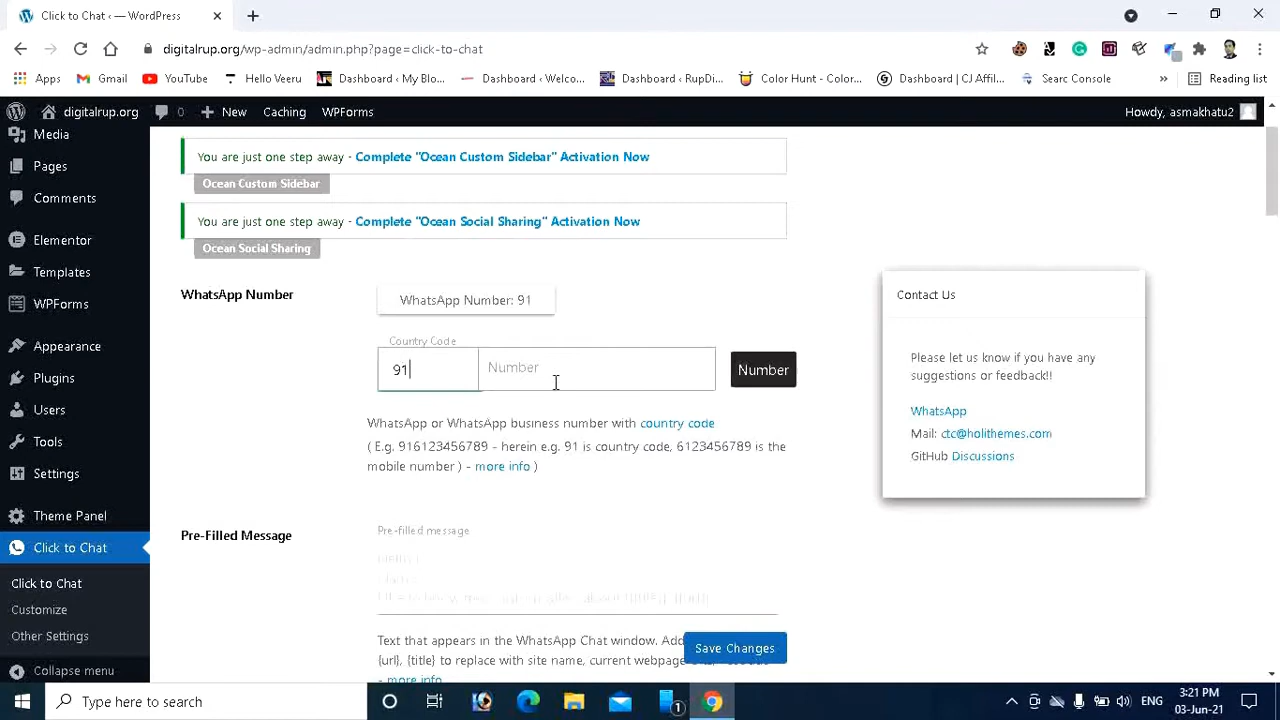 Click to Chat ‹ — WordPress
digitalrup.org/wp-admin/admin.php?page=click-to-chat
Apps Gmail YouTube Hello Veeru Dashboard ‹ My Blo... Dashboard ‹ Welco... Dashboard ‹ RupDi... Color Hunt - Color... Dashboard | CJ Affil... Searc Console » Reading list
digitalrup.org 0 New Caching WPForms Howdy, asmakhatu2
Media
Pages
Comments
Elementor
Templates
WPForms
Appearance
Plugins
Users
Tools
Settings
Theme Panel
Click to Chat
Click to Chat
Customize
Other Settings
Collapse menu
You are just one step away - Complete "Ocean Custom Sidebar" Activation Now
Ocean Custom Sidebar
You are just one step away - Complete "Ocean Social Sharing" Activation Now
Ocean Social Sharing
WhatsApp Number
WhatsApp Number: 91
Country Code
91 Number Number
WhatsApp or WhatsApp business number with country code
( E.g. 916123456789 - herein e.g. 91 is country code, 6123456789 is the
mobile number ) - more info )
Pre-Filled Message
Pre-filled message
Text that appears in the WhatsApp Chat window. Add
{url}, {title} to replace with site name, current webpage
- more info
Save Changes
Contact Us
Please let us know if you have any
suggestions or feedback!!
WhatsApp
Mail: ctc@holithemes.com
GitHub Discussions
Type here to search 1 ENG 3:21 PM
03-Jun-21